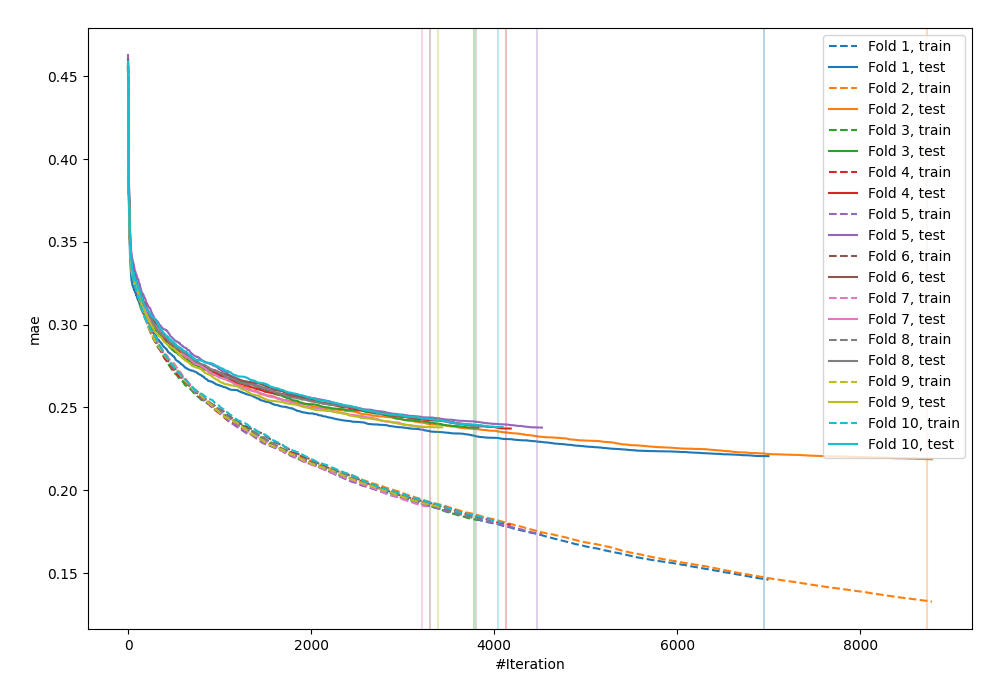 0.45
0.40
0.35
0.30
0.25
0.20
0.15
mae
0
2000
4000
6000
8000
#Iteration
Fold 1, train
Fold 1, test
Fold 2, train
Fold 2, test
Fold 3, train
Fold 3, test
Fold 4, train
Fold 4, test
Fold 5, train
Fold 5, test
Fold 6, train
Fold 6, test
Fold 7, train
Fold 7, test
Fold 8, train
Fold 8, test
Fold 9, train
Fold 9, test
Fold 10, train
Fold 10, test